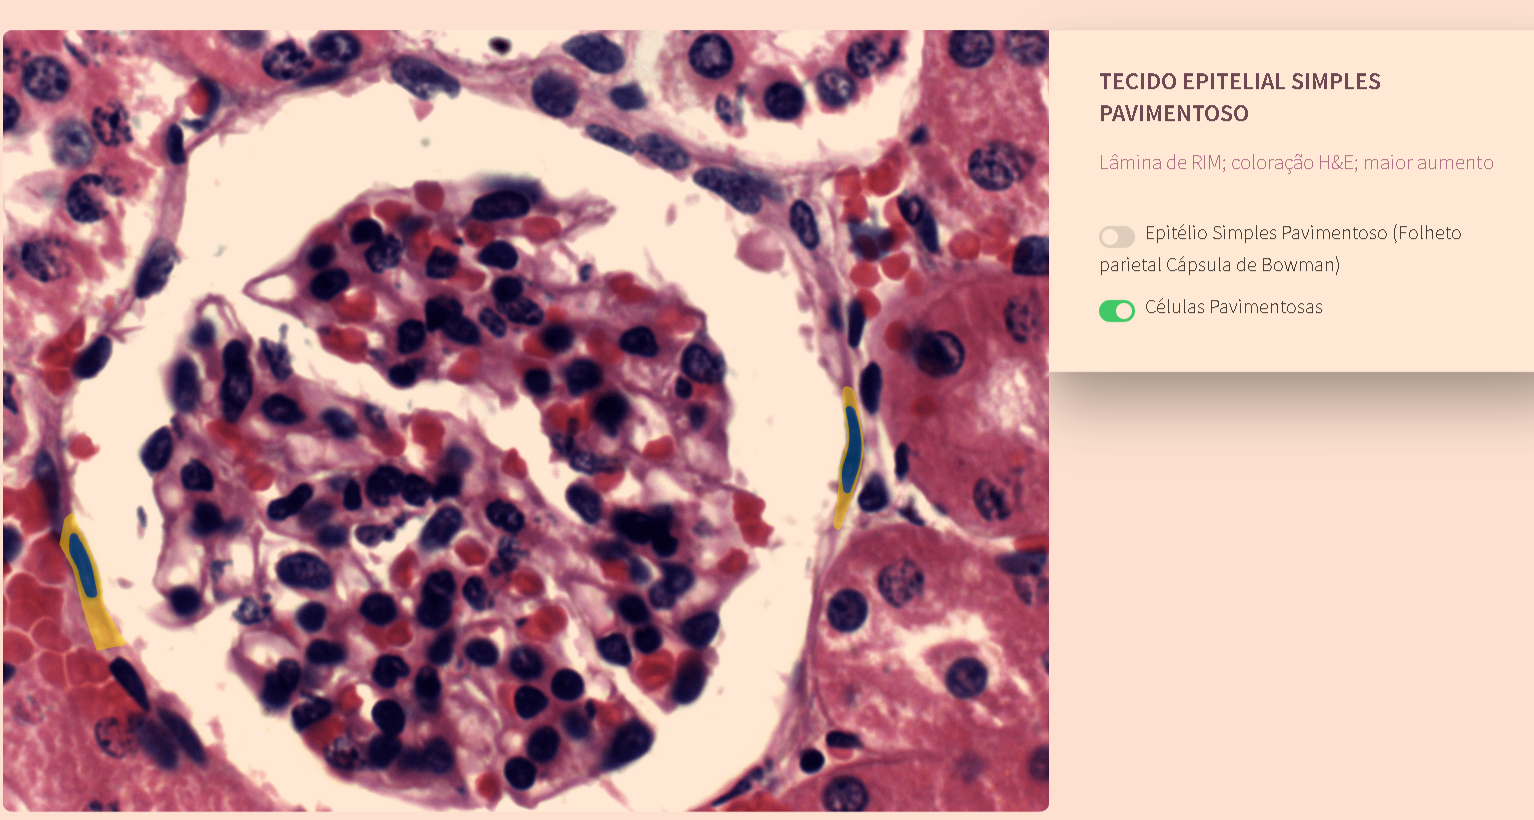 TECIDO EPITELIAL SIMPLES
PAVIMENTOSO
Lâmina de RIM; coloração H&E; maior aumento
Epitélio Simples Pavimentoso (Folheto
parietal Cápsula de Bowman)
Células Pavimentosas